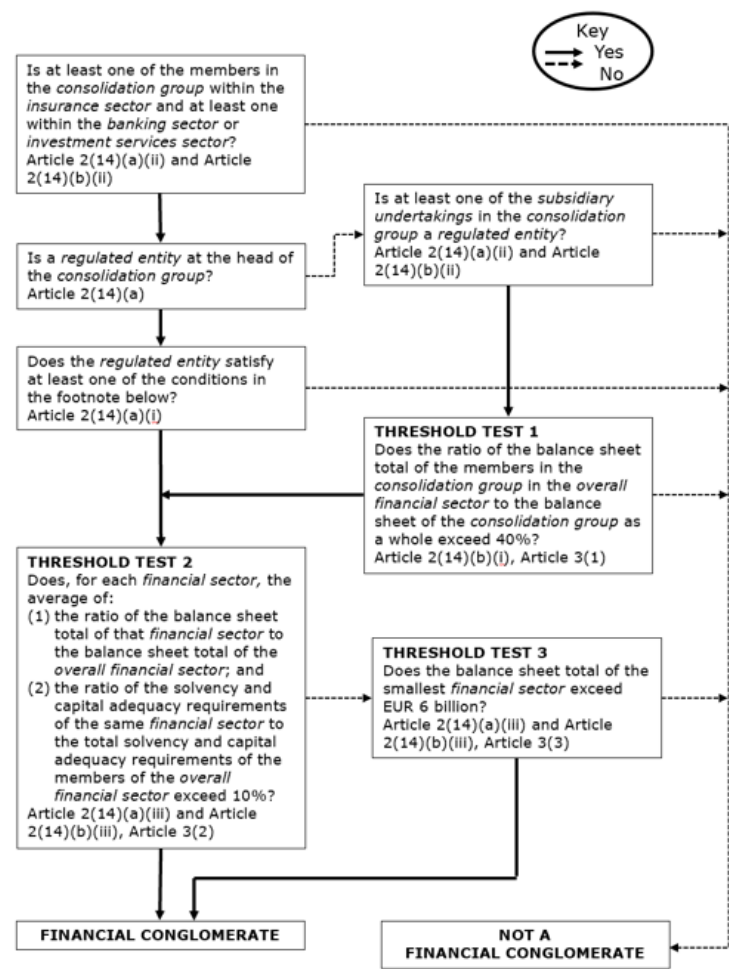 Key
Yes
No
Is at least one of the members in
the consolidation group within the
insurance sector and at least one
within the banking sector or
investment services sector?
Article 2(14)(a)(ii) and Article
2(14)(b)(ii)
Is at least one of the subsidiary
undertakings in the consolidation
group a regulated entity?
Article 2(14)(a)(ii) and Article
2(14)(b)(ii)
Is a regulated entity at the head of
the consolidation group?
Article 2(14)(a)
Does the regulated entity satisfy
at least one of the conditions in
the footnote below?
Article 2(14)(a)(i)
THRESHOLD TEST 1
Does the ratio of the balance sheet
total of the members in the
consolidation group in the overall
financial sector to the balance
sheet of the consolidation group as
a whole exceed 40%?
Article 2(14)(b)(i), Article 3(1)
THRESHOLD TEST 2
Does, for each financial sector, the
average of:
(1) the ratio of the balance sheet
total of that financial sector to
the balance sheet total of the
overall financial sector; and
(2) the ratio of the solvency and
capital adequacy requirements
of the same financial sector to
the total solvency and capital
adequacy requirements of the
members of the overall
financial sector exceed 10%?
Article 2(14)(a)(iii) and Article
2(14)(b)(iii), Article 3(2)
THRESHOLD TEST 3
Does the balance sheet total of the
smallest financial sector exceed
EUR 6 billion?
Article 2(14)(a)(iii) and Article
2(14)(b)(iii), Article 3(3)
FINANCIAL CONGLOMERATE
NOT A
FINANCIAL CONGLOMERATE